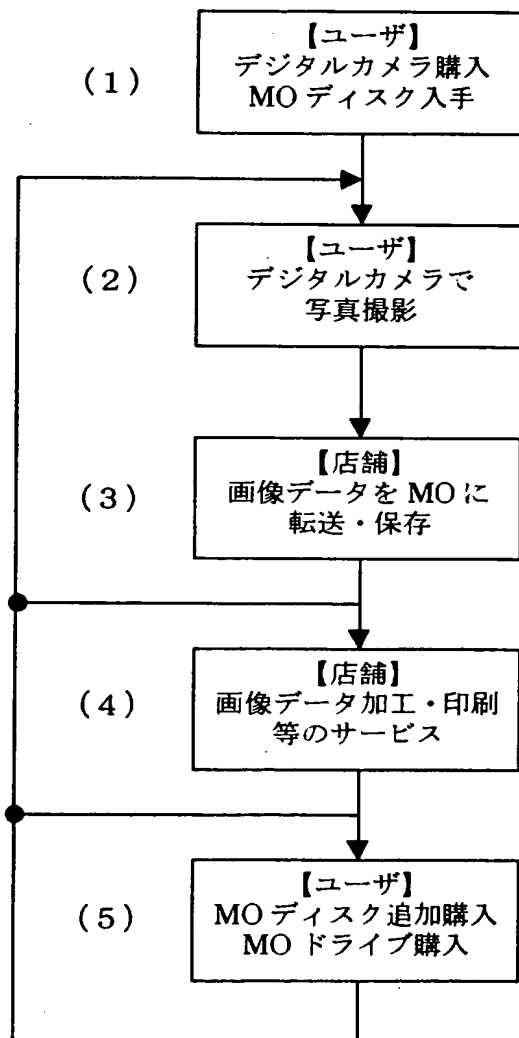 (1)
【ユーザ】
デジタルカメラ購入
MO ディスク入手
(2)
【ユーザ】
デジタルカメラで
写真撮影
(3)
【店舗】
画像データを MO に
転送・保存
(4)
【店舗】
画像データ加工・印刷
等のサービス
(5)
【ユーザ】
MO ディスク追加購入
MO ドライブ購入